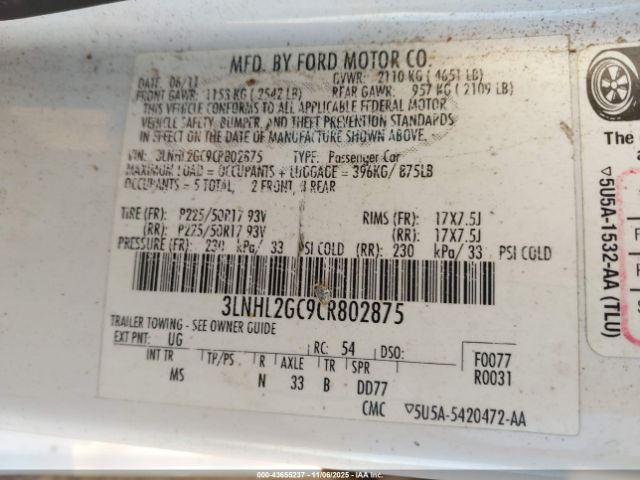 MFD. BY FORD MOTOR CO.
DATE 06/11 GVWR: 2110 KG ( 4651 LB)
FRONT GAWR: 1153 KG ( 2542 LB) REAR GAWR: 957 KG ( 2109 LB)
THIS VEHICLE CONFORMS TO ALL APPLICABLE FEDERAL MOTOR
VEHICLE SAFETY, BUMPER, AND THEFT PREVENTION STANDARDS
IN EFFECT ON THE DATE OF MANUFACTURE SHOWN ABOVE.
VIN: 3LNHL2GC9CR802875 TYPE: Passenger Car
MAXIMUM LOAD = OCCUPANTS + LUGGAGE = 396KG/ 875LB
OCCUPANTS = 5 TOTAL, 2 FRONT, 3 REAR
TIRE (FR): P225/50R17 93V RIMS (FR): 17X7.5J
(RR): P225/50R17 93V (RR): 17X7.5J
PRESSURE (FR): 230 kPa/ 33 PSI COLD (RR): 230 kPa/ 33 PSI COLD
3LNHL2GC9CR802875
TRAILER TOWING - SEE OWNER GUIDE
EXT PNT: UG RC: 54 DSO: F0077
INT TR TP/PS R AXLE TR SPR R0031
MS N 33 B DD77
CMC ▽5U5A-5420472-AA
The
▽5U5A-1532-AA (TLU)
000-43655237 - 11/06/2025 - IAAI.com